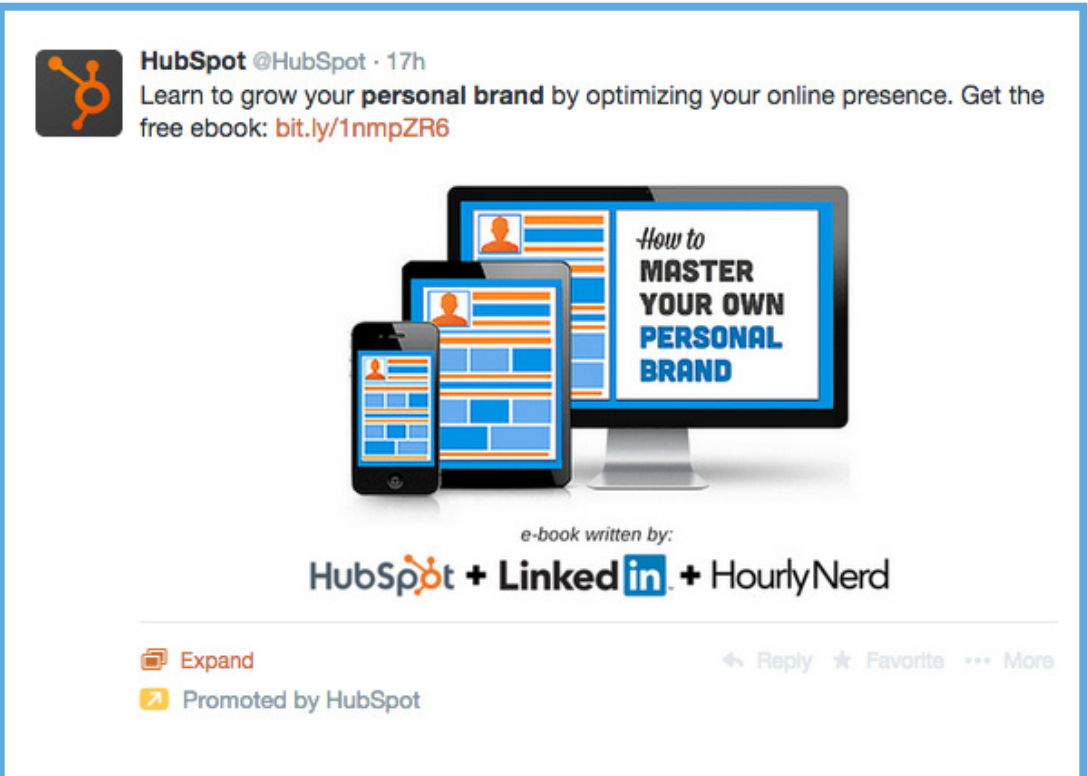 HubSpot @HubSpot · 17h
Learn to grow your personal brand by optimizing your online presence. Get the
free ebook: bit.ly/1nmpZR6
How to
MASTER
YOUR OWN
PERSONAL
BRAND
e-book written by:
HubSpot + Linked in + HourlyNerd
Expand Reply Favorite More
Promoted by HubSpot